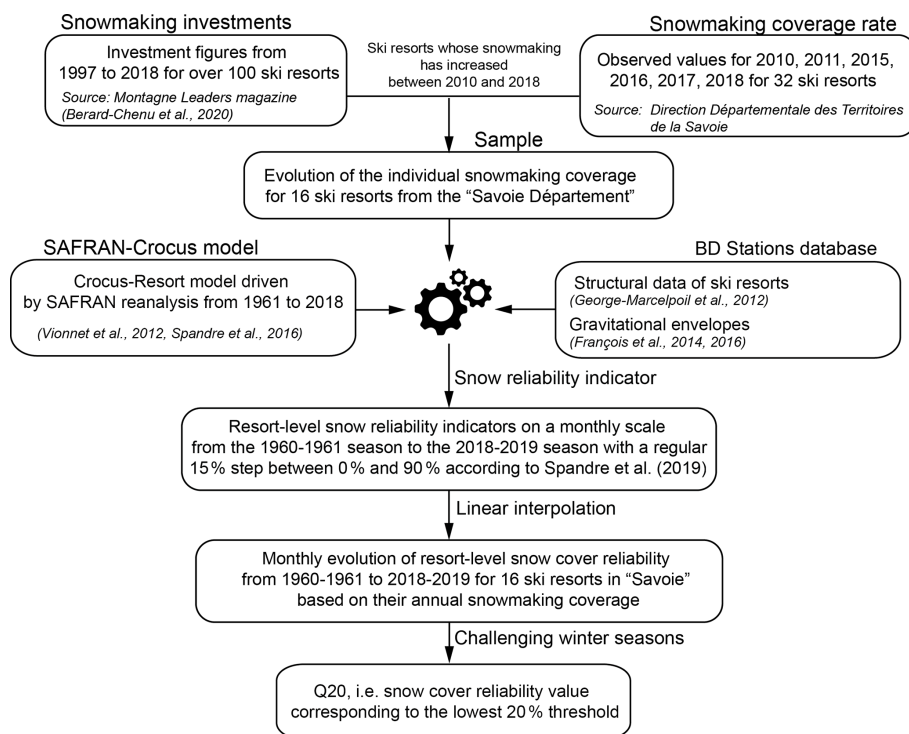 Snowmaking investments
Investment figures from
1997 to 2018 for over 100 ski resorts
Source: Montagne Leaders magazine
(Berard-Chenu et al., 2020)
Ski resorts whose snowmaking
has increased
between 2010 and 2018
Snowmaking coverage rate
Observed values for 2010, 2011, 2015,
2016, 2017, 2018 for 32 ski resorts
Source: Direction Départementale des Territoires
de la Savoie
Sample
Evolution of the individual snowmaking coverage
for 16 ski resorts from the “Savoie Département”
SAFRAN-Crocus model
Crocus-Resort model driven
by SAFRAN reanalysis from 1961 to 2018
(Vionnet et al., 2012, Spandre et al., 2016)
BD Stations database
Structural data of ski resorts
(George-Marcelpoil et al., 2012)
Gravitational envelopes
(François et al., 2014, 2016)
Snow reliability indicator
Resort-level snow reliability indicators on a monthly scale
from the 1960-1961 season to the 2018-2019 season with a regular
15 % step between 0 % and 90 % according to Spandre et al. (2019)
Linear interpolation
Monthly evolution of resort-level snow cover reliability
from 1960-1961 to 2018-2019 for 16 ski resorts in “Savoie”
based on their annual snowmaking coverage
Challenging winter seasons
Q20, i.e. snow cover reliability value
corresponding to the lowest 20 % threshold